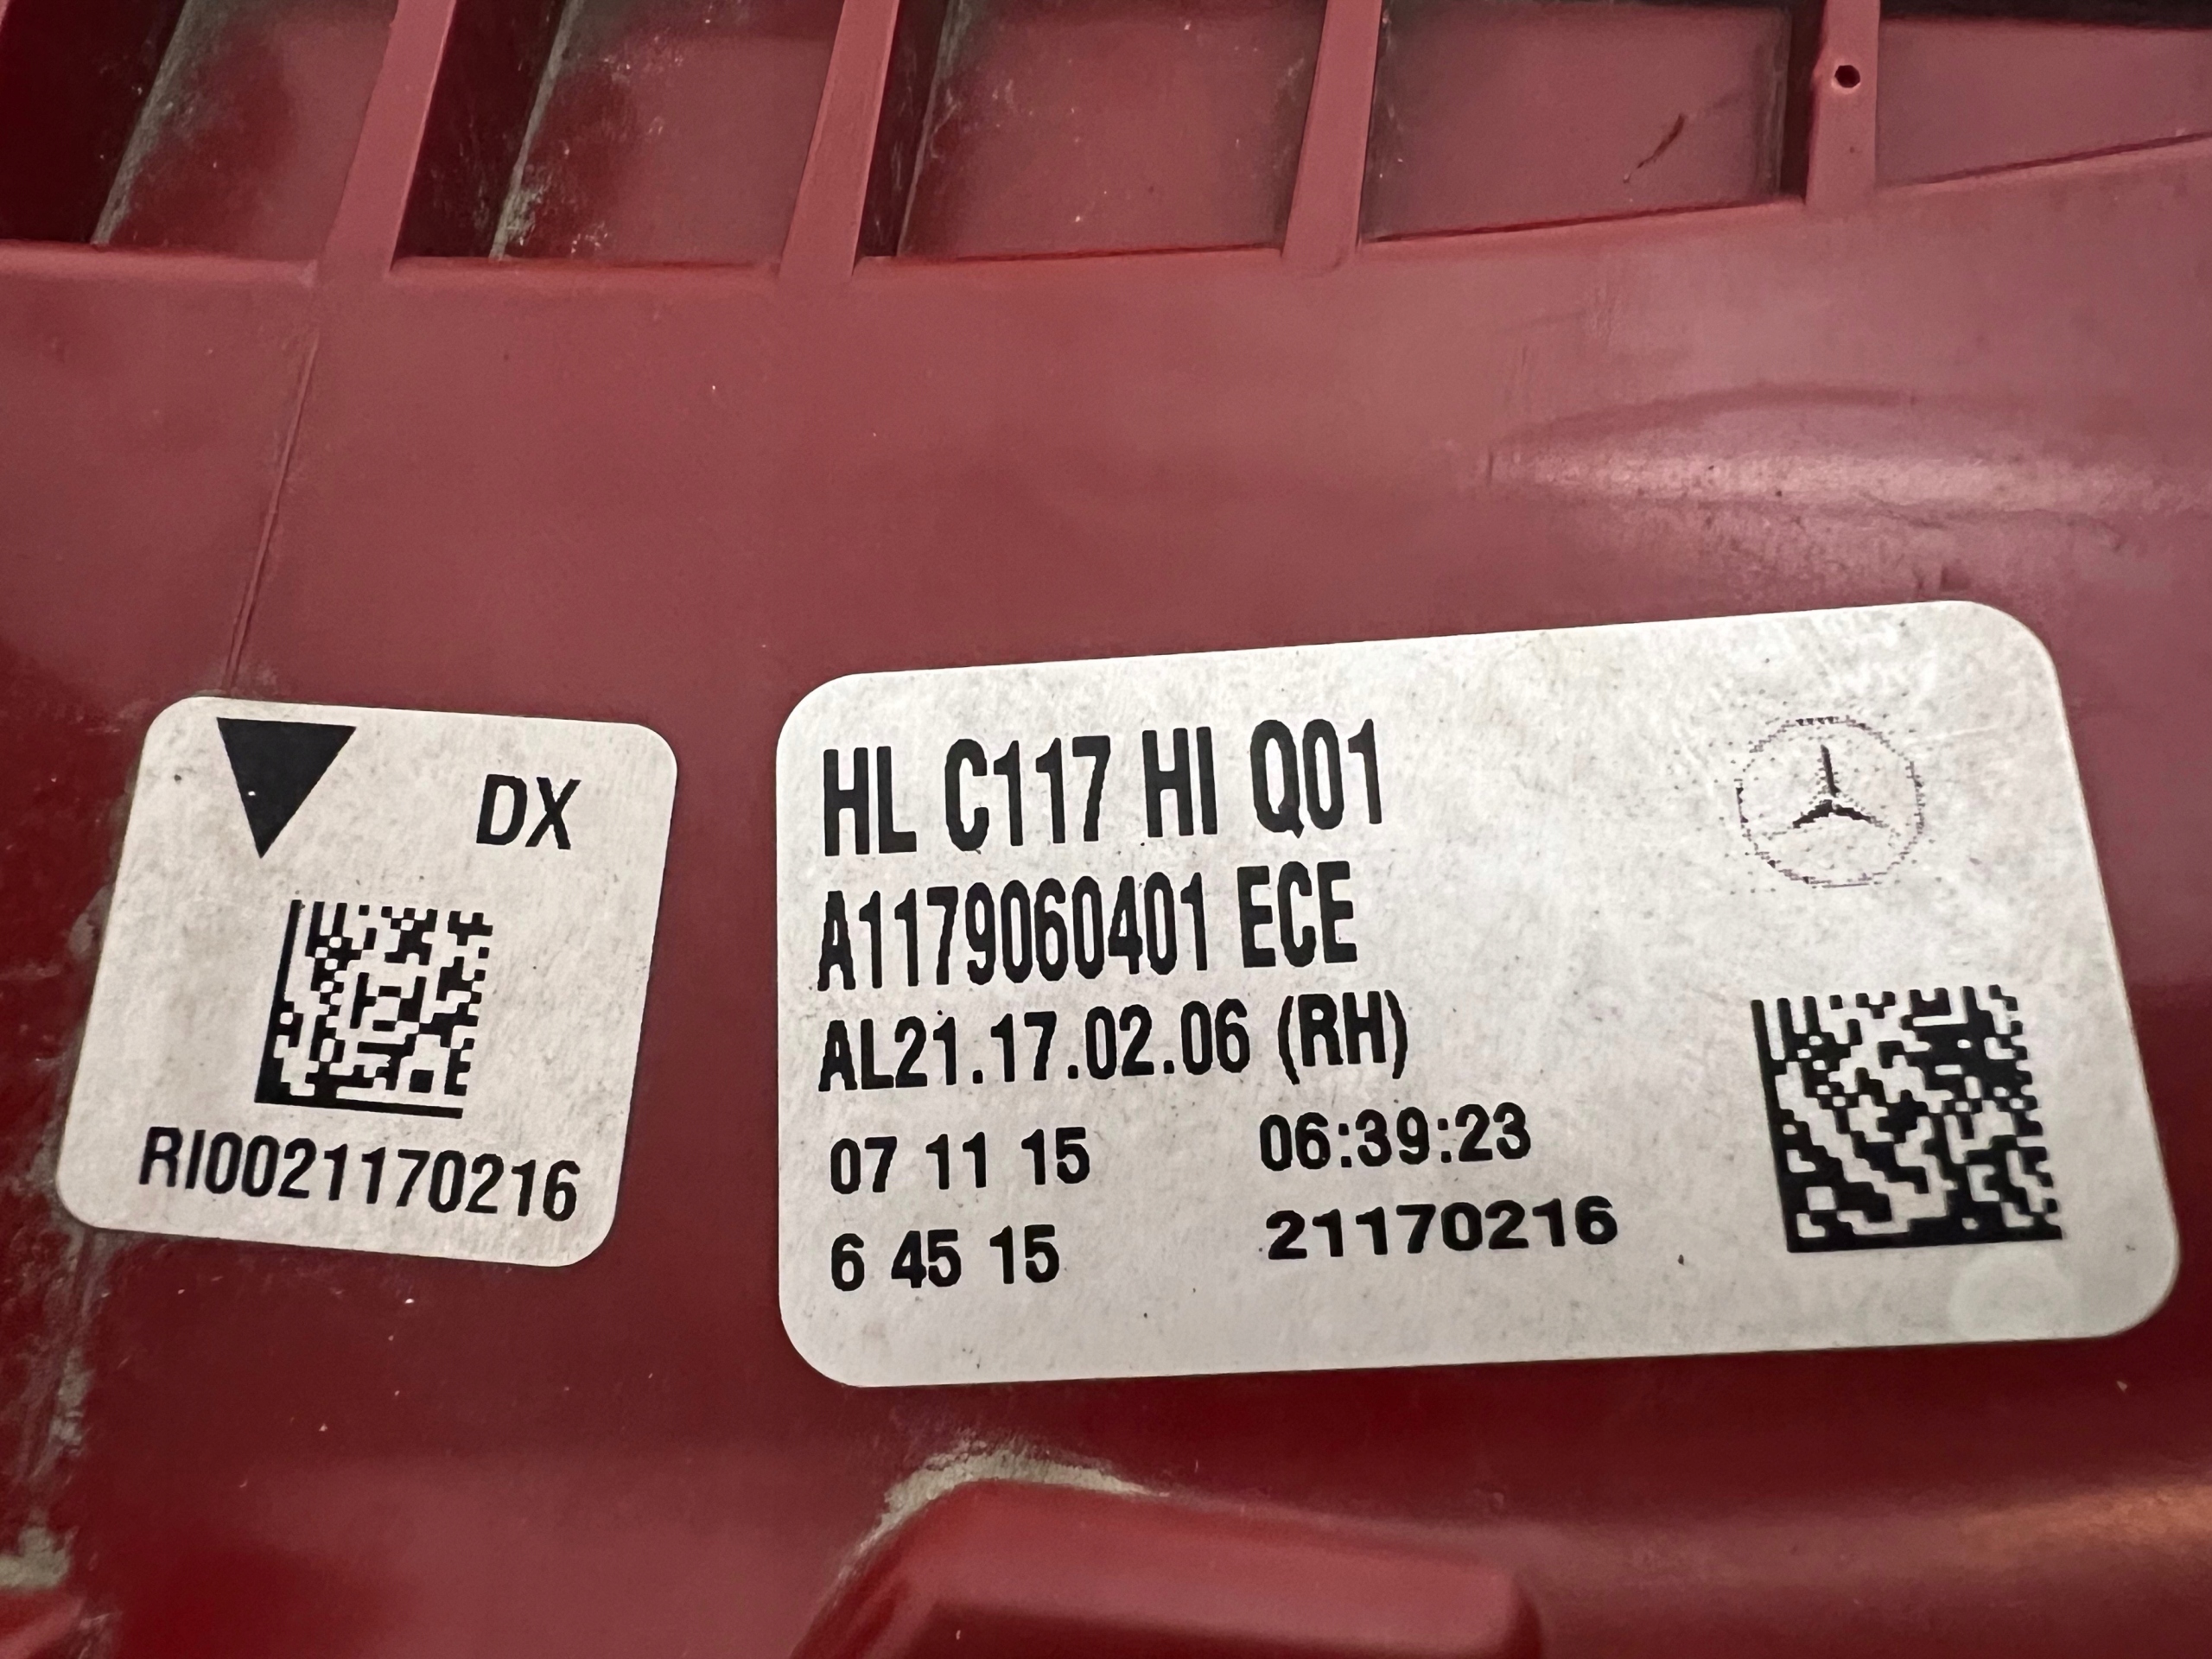 DX
RI0021170216
HL C117 HI Q01
A1179060401 ECE
AL21.17.02.06 (RH)
07 11 15 06:39:23
6 45 15 21170216